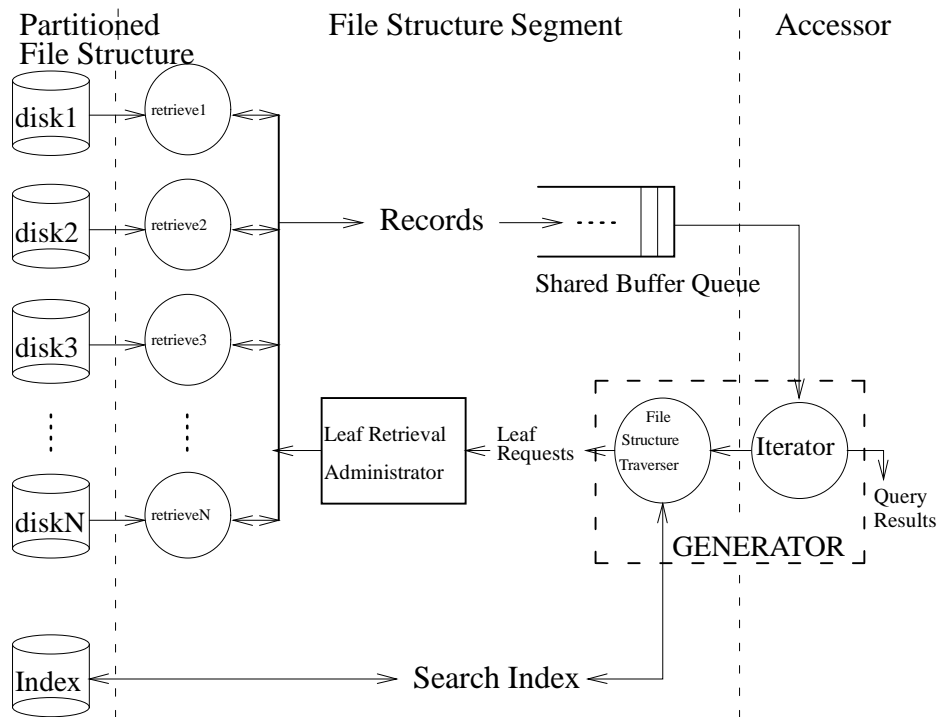 Partitioned
File Structure
File Structure Segment
Accessor
disk1
retrieve1
disk2
retrieve2
Records
....
Shared Buffer Queue
disk3
retrieve3
Leaf Retrieval
Administrator
Leaf
Requests
File
Structure
Traverser
Iterator
Query
Results
diskN
retrieveN
GENERATOR
Index
Search Index